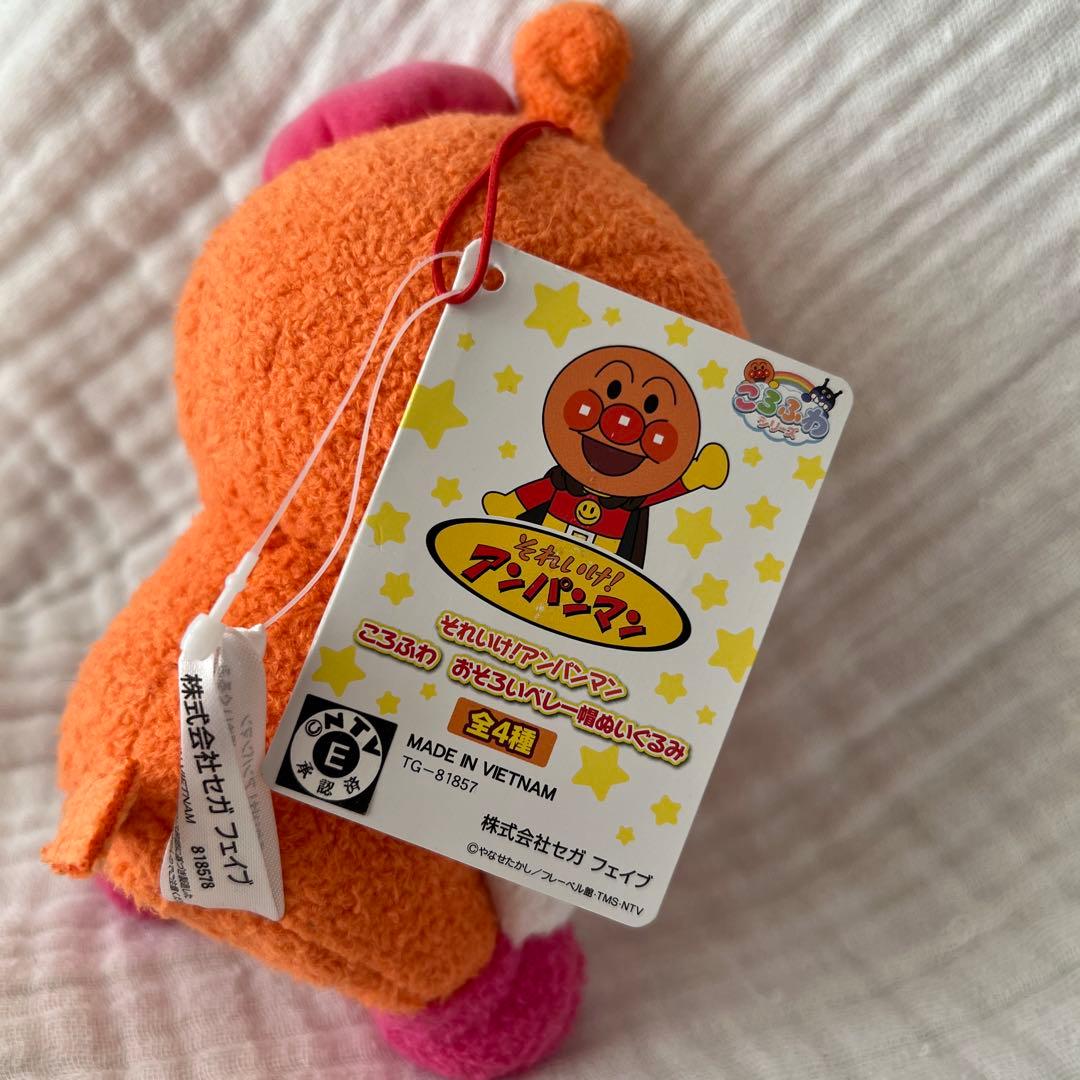 ころふわ
シリーズ
それいけ!
アンパンマン
それいけ!アンパンマン
ころふわ おそろいベレー帽ぬいぐるみ
全4種
©NTV
E
承認済
MADE IN VIETNAM
TG-81857
株式会社セガ フェイブ
©やなせたかし/フレーベル館・TMS・NTV
株式会社セガ フェイブ
818578